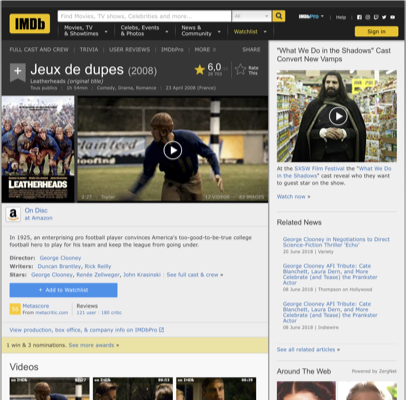 IMDb
Find Movies, TV shows, Celebrities and more...
All
IMDbPro
Help
Movies, TV
& Showtimes
Celebs, Events
& Photos
News &
Community
Watchlist
Sign in
FULL CAST AND CREW | TRIVIA | USER REVIEWS | IMDbPro | MORE
SHARE
Jeux de dupes (2008)
Leatherheads (original title)
Tous publics | 1h 54min | Comedy, Drama, Romance | 23 April 2008 (France)
6,0
Rate
This
LEATHERHEADS
2:27 Trailer
On Disc
at Amazon
In 1925, an enterprising pro football player convinces America's too-good-to-be-true college
football hero to play for his team and keep the league from going under.
Director: George Clooney
Writers: Duncan Brantley, Rick Reilly
Stars: George Clooney, Renée Zellweger, John Krasinski | See full cast & crew »
+ Add to Watchlist
Metascore
From metacritic.com
Reviews
121 user | 190 critic
View production, box office, & company info on IMDbPro
1 win & 3 nominations. See more awards »
Videos
"What We Do in the Shadows" Cast
Convert New Vamps
At the SXSW Film Festival the "What We Do
in the Shadows" cast reveal who they want
to guest star on the show.
Watch now »
Related News
George Clooney in Negotiations to Direct
Science-Fiction Thriller 'Echo'
20 June 2018 | Variety
George Clooney AFI Tribute: Cate
Blanchett, Laura Dern, and More
Celebrate (and Tease) the Prankster
Actor
08 June 2018 | Thompson on Hollywood
George Clooney AFI Tribute: Cate
Blanchett, Laura Dern, and More
Celebrate (and Tease) the Prankster
Actor
08 June 2018 | Indiewire
See all related articles »
Around The Web
Powered by ZergNet